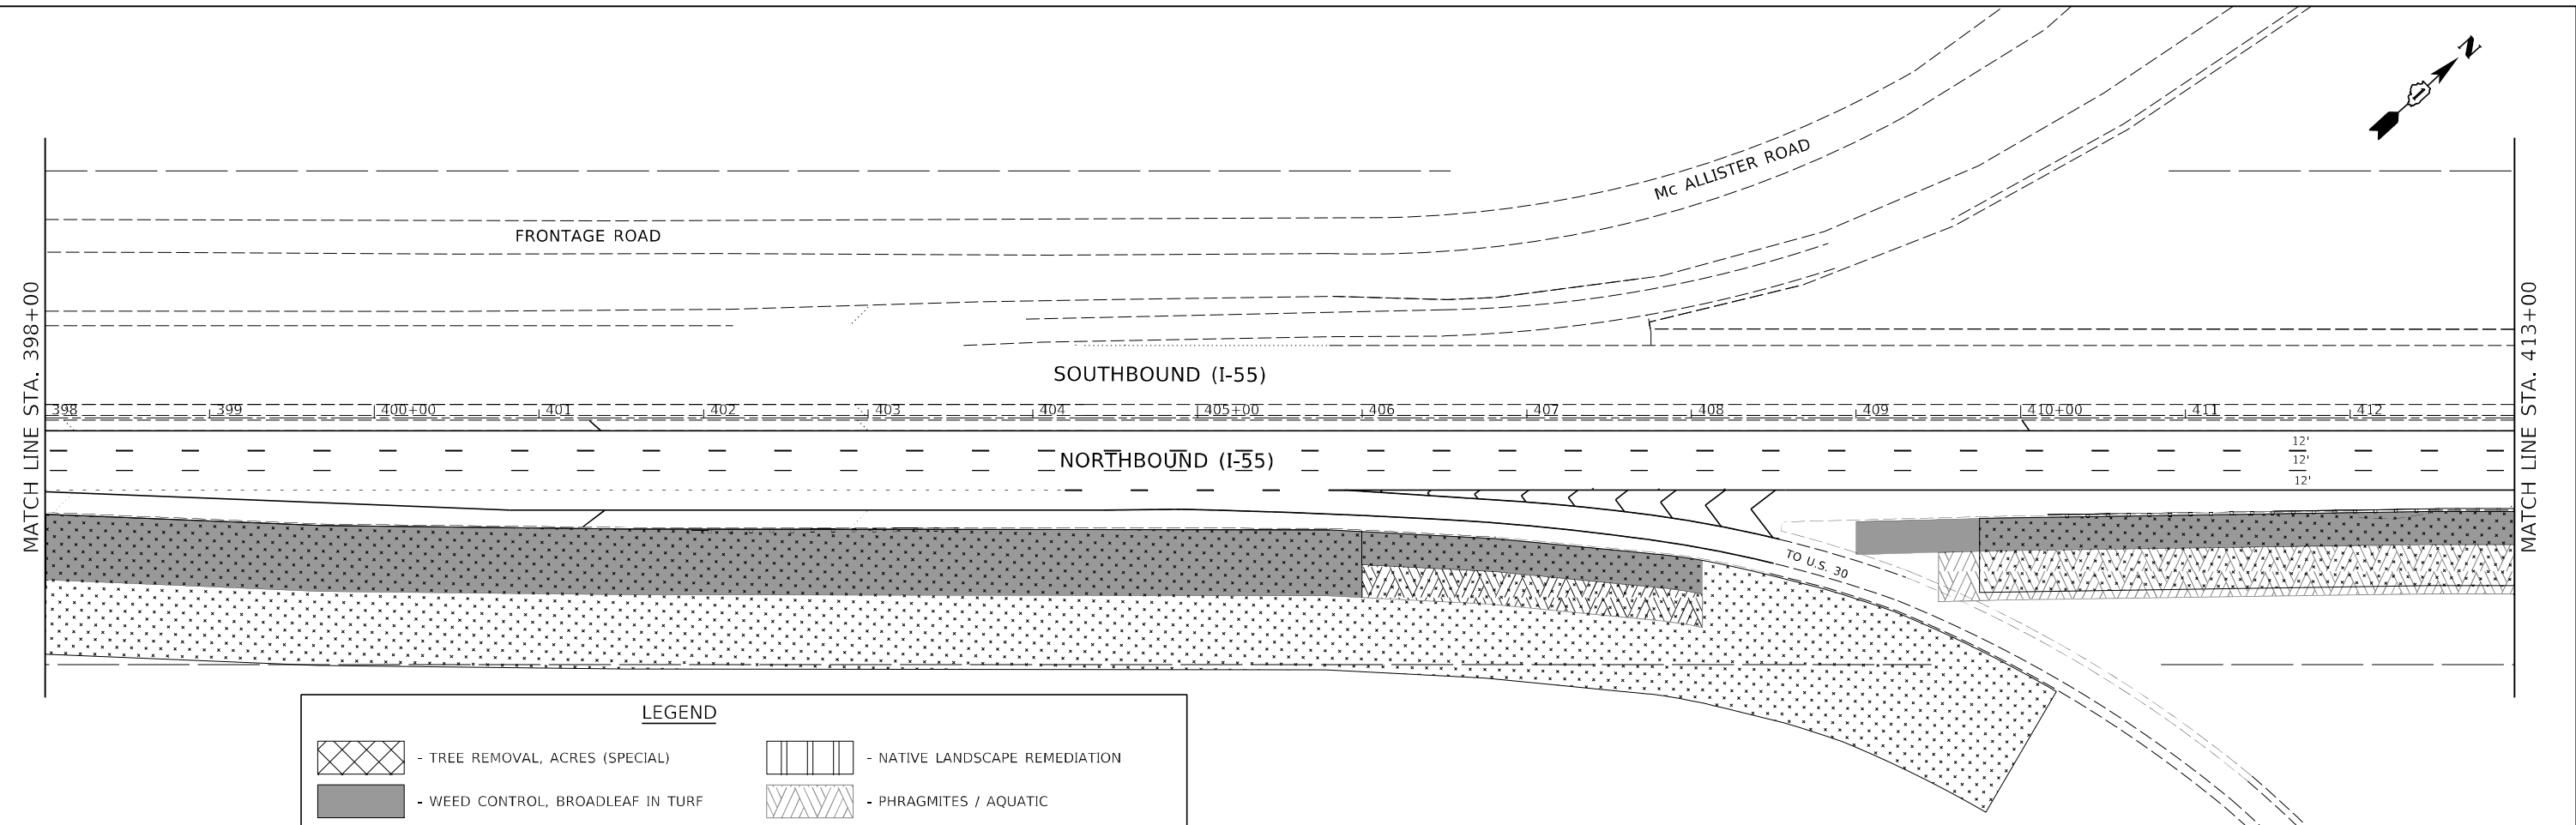 N
Mc ALLISTER ROAD
FRONTAGE ROAD
MATCH LINE STA. 398+00
MATCH LINE STA. 413+00
SOUTHBOUND (I-55)
398 399 400+00 401 402 403 404 405+00 406 407 408 409 410+00 411 412
12'
NORTHBOUND (I-55)
12'
12'
TO U.S. 30
LEGEND
- TREE REMOVAL, ACRES (SPECIAL)
- NATIVE LANDSCAPE REMEDIATION
- WEED CONTROL, BROADLEAF IN TURF
- PHRAGMITES / AQUATIC